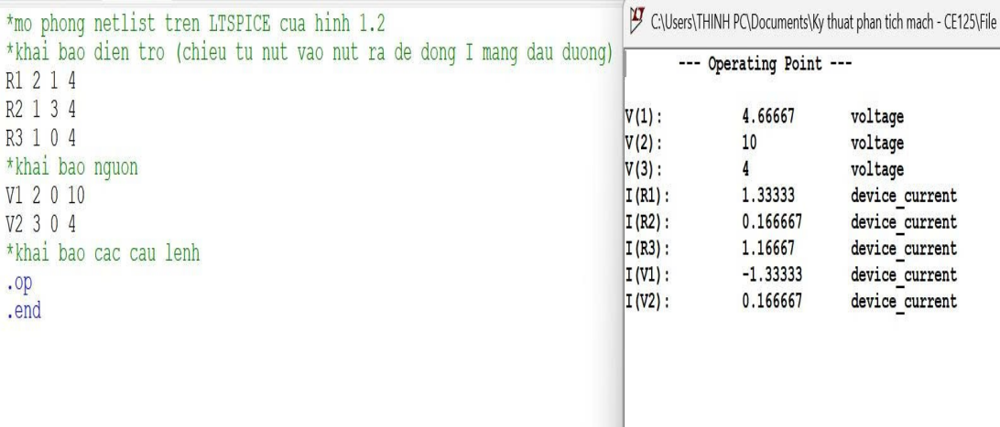 *mo phong netlist tren LTSPICE cua hinh 1.2
*khai bao dien tro (chieu tu nut vao nut ra de dong I mang dau duong)
R1 2 1 4
R2 1 3 4
R3 1 0 4
*khai bao nguon
V1 2 0 10
V2 3 0 4
*khai bao cac cau lenh
.op
.end
C:\Users\THINH PC\Documents\Ky thuat phan tich mach - CE125\File
--- Operating Point ---
V(1): 4.66667 voltage
V(2): 10 voltage
V(3): 4 voltage
I(R1): 1.33333 device_current
I(R2): 0.166667 device_current
I(R3): 1.16667 device_current
I(V1): -1.33333 device_current
I(V2): 0.166667 device_current